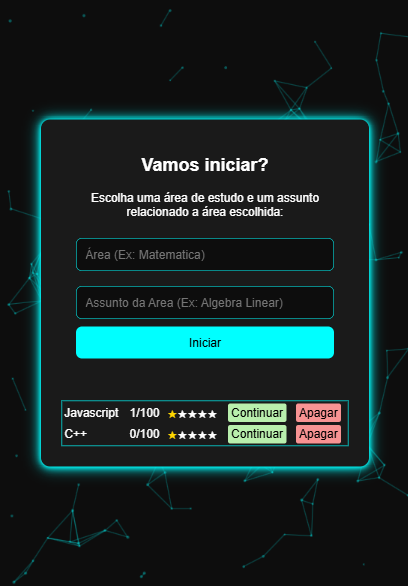 Vamos iniciar?
Escolha uma área de estudo e um assunto
relacionado a área escolhida:
Área (Ex: Matematica)
Assunto da Area (Ex: Algebra Linear)
Iniciar
Javascript 1/100 ★★★★★ Continuar Apagar
C++ 0/100 ★★★★★ Continuar Apagar